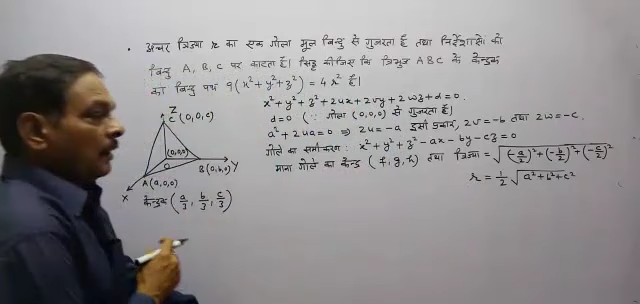 • अचर त्रिज्या r का एक गोला मूल बिन्दु से गुजरता है तथा निर्देशाक्षों को
बिन्दु A, B, C पर काटता है। सिद्ध कीजिए कि त्रिभुज ABC के केन्द्रक
का बिन्दु पथ 9(x²+y²+z²) = 4r² है।
x²+y²+z²+2ux+2vy+2wz+d=0.
d=0 (∵ गोला (0,0,0) से गुजरता है।)
a²+2ua=0 ⇒ 2u=-a इसी प्रकार, 2v=-b तथा 2w=-c.
गोले का समीकरण: x²+y²+z²-ax-by-cz=0
माना गोले का केन्द्र (f,g,h) तथा त्रिज्या = √((-a/2)²+(-b/2)²+(-c/2)²)
r = 1/2 √(a²+b²+c²)
Z
C (0,0,c)
(0,0,0)
O
Y
B(0,b,0)
A(a,0,0)
X
केन्द्रक (a/3, b/3, c/3)